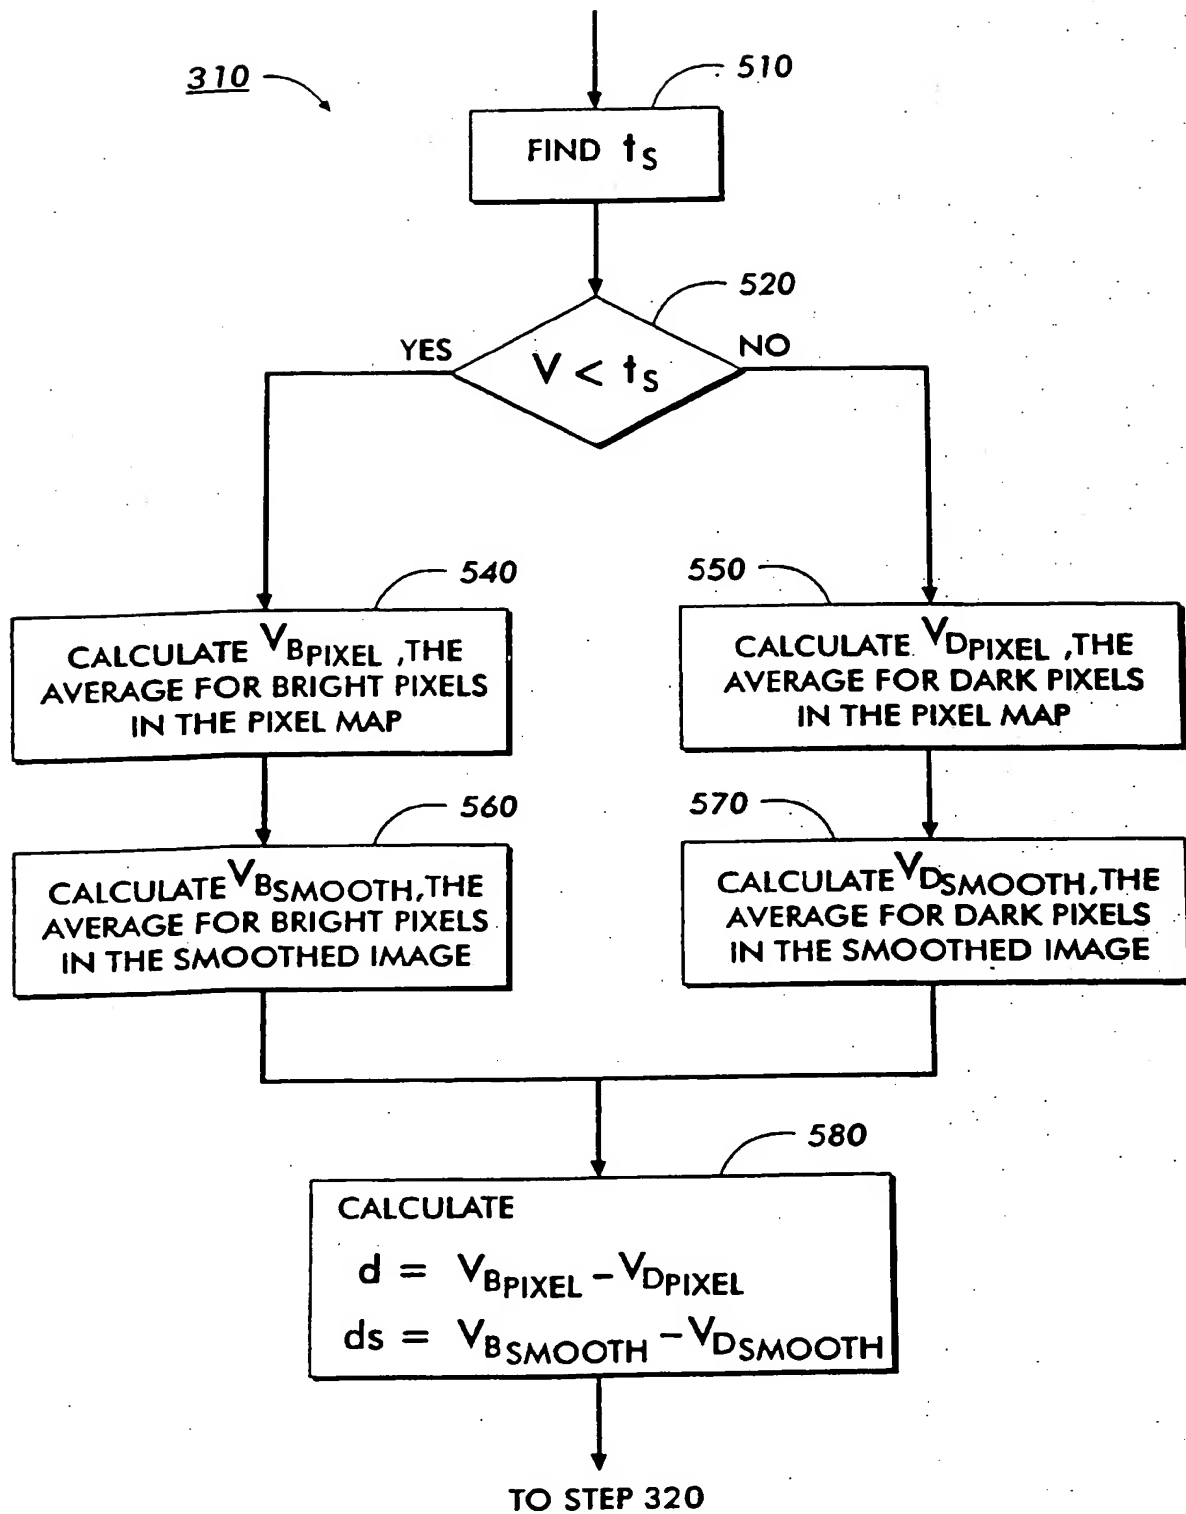 310
510
FIND tS
520
YES
NO
V < tS
540
550
CALCULATE VBPIXEL ,THE
AVERAGE FOR BRIGHT PIXELS
IN THE PIXEL MAP
CALCULATE VDPIXEL ,THE
AVERAGE FOR DARK PIXELS
IN THE PIXEL MAP
560
570
CALCULATE VBSMOOTH,THE
AVERAGE FOR BRIGHT PIXELS
IN THE SMOOTHED IMAGE
CALCULATE VDSMOOTH,THE
AVERAGE FOR DARK PIXELS
IN THE SMOOTHED IMAGE
580
CALCULATE
d = VBPIXEL – VDPIXEL
ds = VBSMOOTH – VDSMOOTH
TO STEP 320